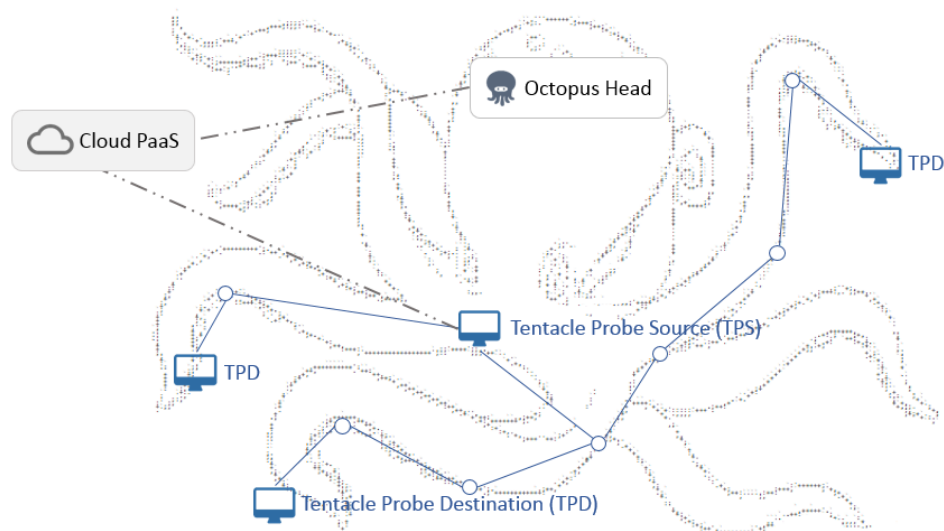 Octopus Head
Cloud PaaS
TPD
Tentacle Probe Source (TPS)
TPD
Tentacle Probe Destination (TPD)